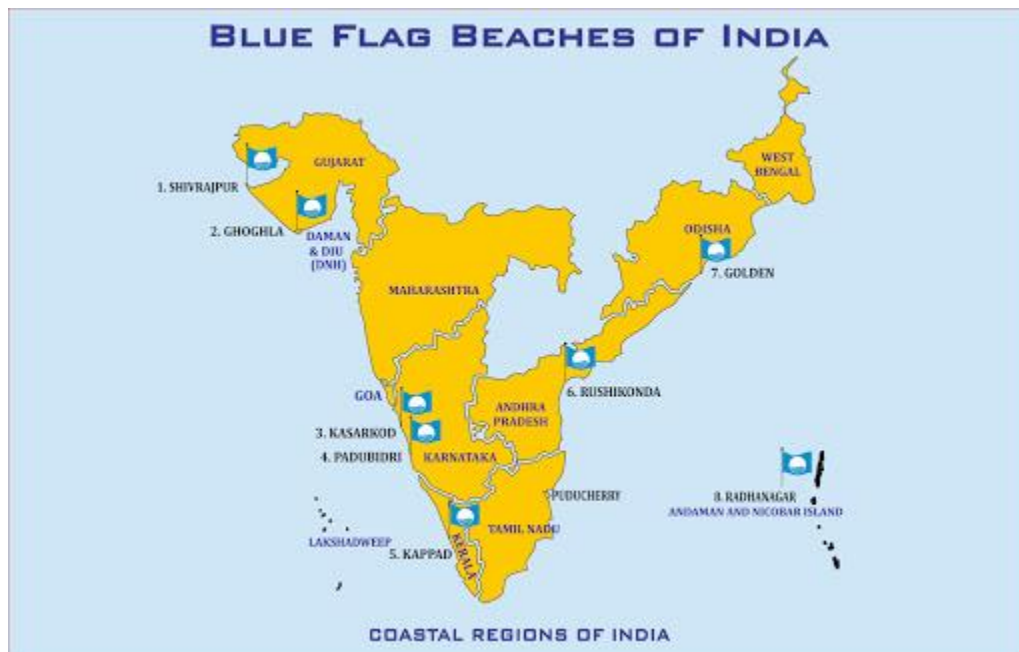 BLUE FLAG BEACHES OF INDIA
WEST
BENGAL
GUJARAT
1. SHIVRAJPUR
2. GHOGHLA
DAMAN
& DIU
(DNH)
ODISHA
7. GOLDEN
MAHARASHTRA
GOA
6. RUSHIKONDA
ANDHRA
PRADESH
3. KASARKOD
4. PADUBIDRI
KARNATAKA
PUDUCHERRY
8. RADHANAGAR
ANDAMAN AND NICOBAR ISLAND
TAMIL NADU
LAKSHADWEEP
5. KAPPAD
KERALA
COASTAL REGIONS OF INDIA